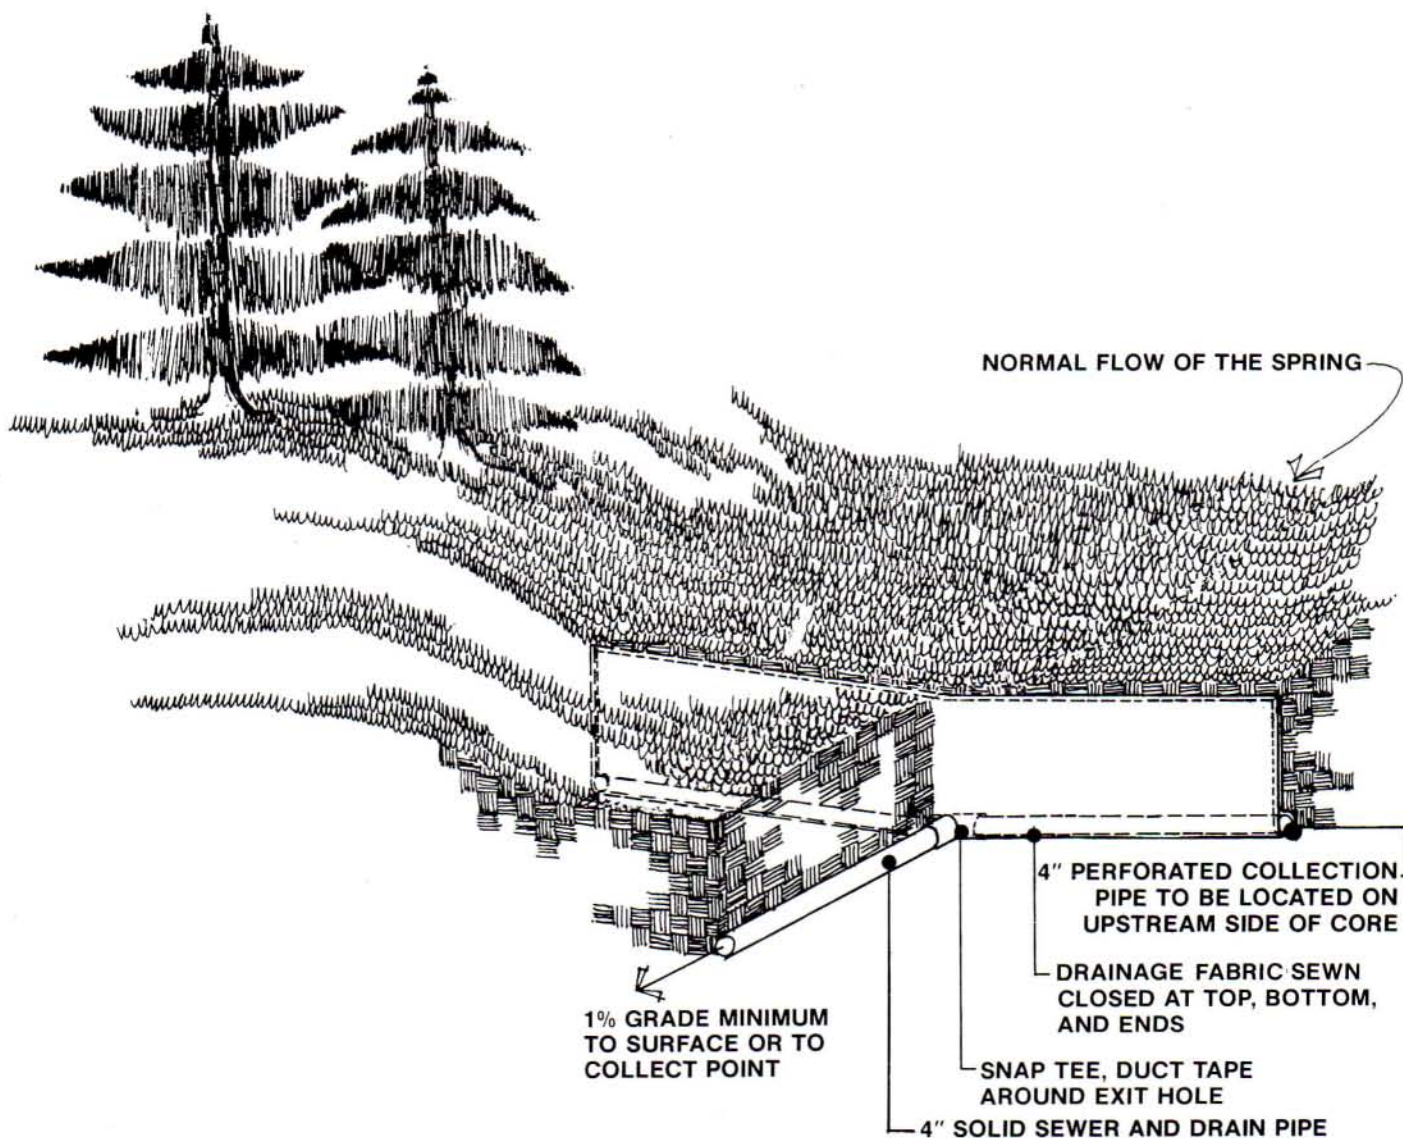 NORMAL FLOW OF THE SPRING
4" PERFORATED COLLECTION
PIPE TO BE LOCATED ON
UPSTREAM SIDE OF CORE
DRAINAGE FABRIC SEWN
CLOSED AT TOP, BOTTOM,
AND ENDS
1% GRADE MINIMUM
TO SURFACE OR TO
COLLECT POINT
SNAP TEE, DUCT TAPE
AROUND EXIT HOLE
4" SOLID SEWER AND DRAIN PIPE